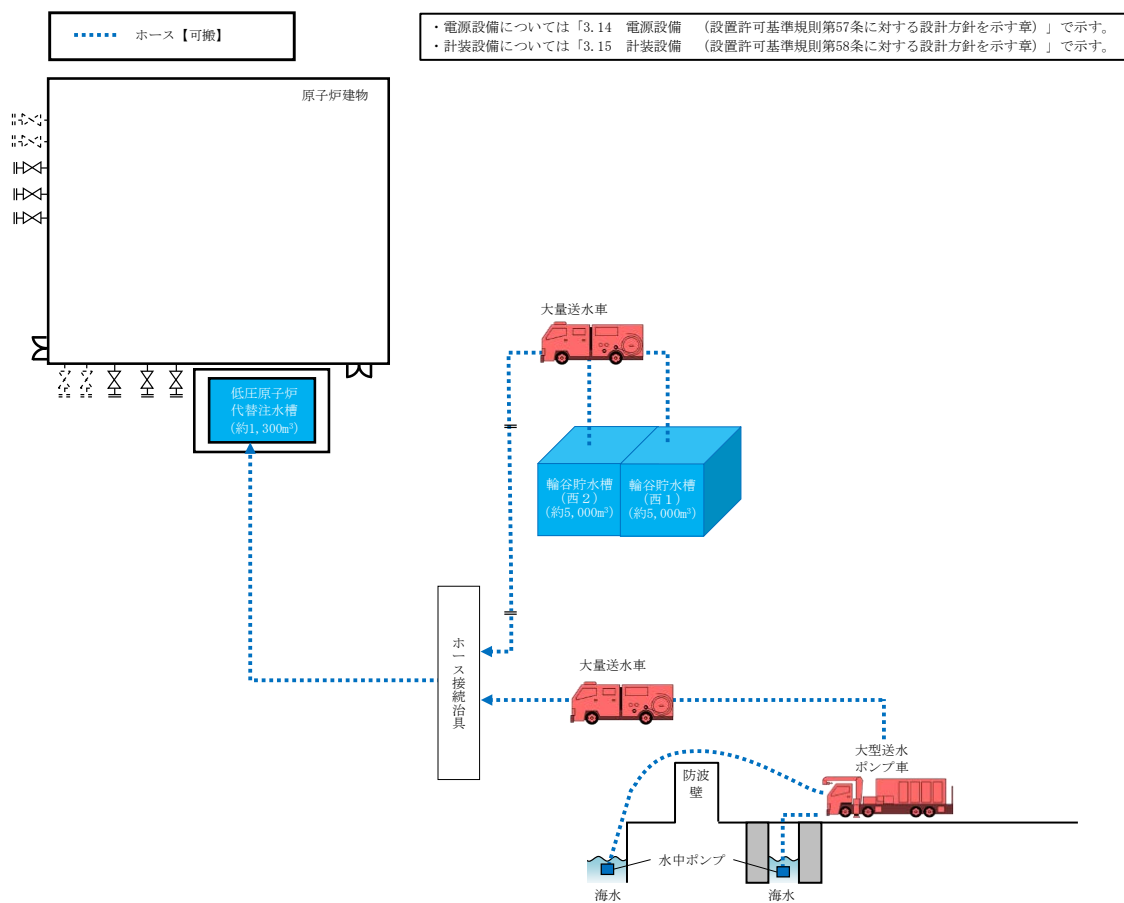 ホース【可搬】
・電源設備については「3.14　電源設備　（設置許可基準規則第57条に対する設計方針を示す章）」で示す。
・計装設備については「3.15　計装設備　（設置許可基準規則第58条に対する設計方針を示す章）」で示す。
原子炉建物
大量送水車
低圧原子炉
代替注水槽
(約1,300m³)
輪谷貯水槽
(西２)
(約5,000m³)
輪谷貯水槽
(西１)
(約5,000m³)
ホース接続治具
大量送水車
大型送水
ポンプ車
防波
壁
水中ポンプ
海水
海水